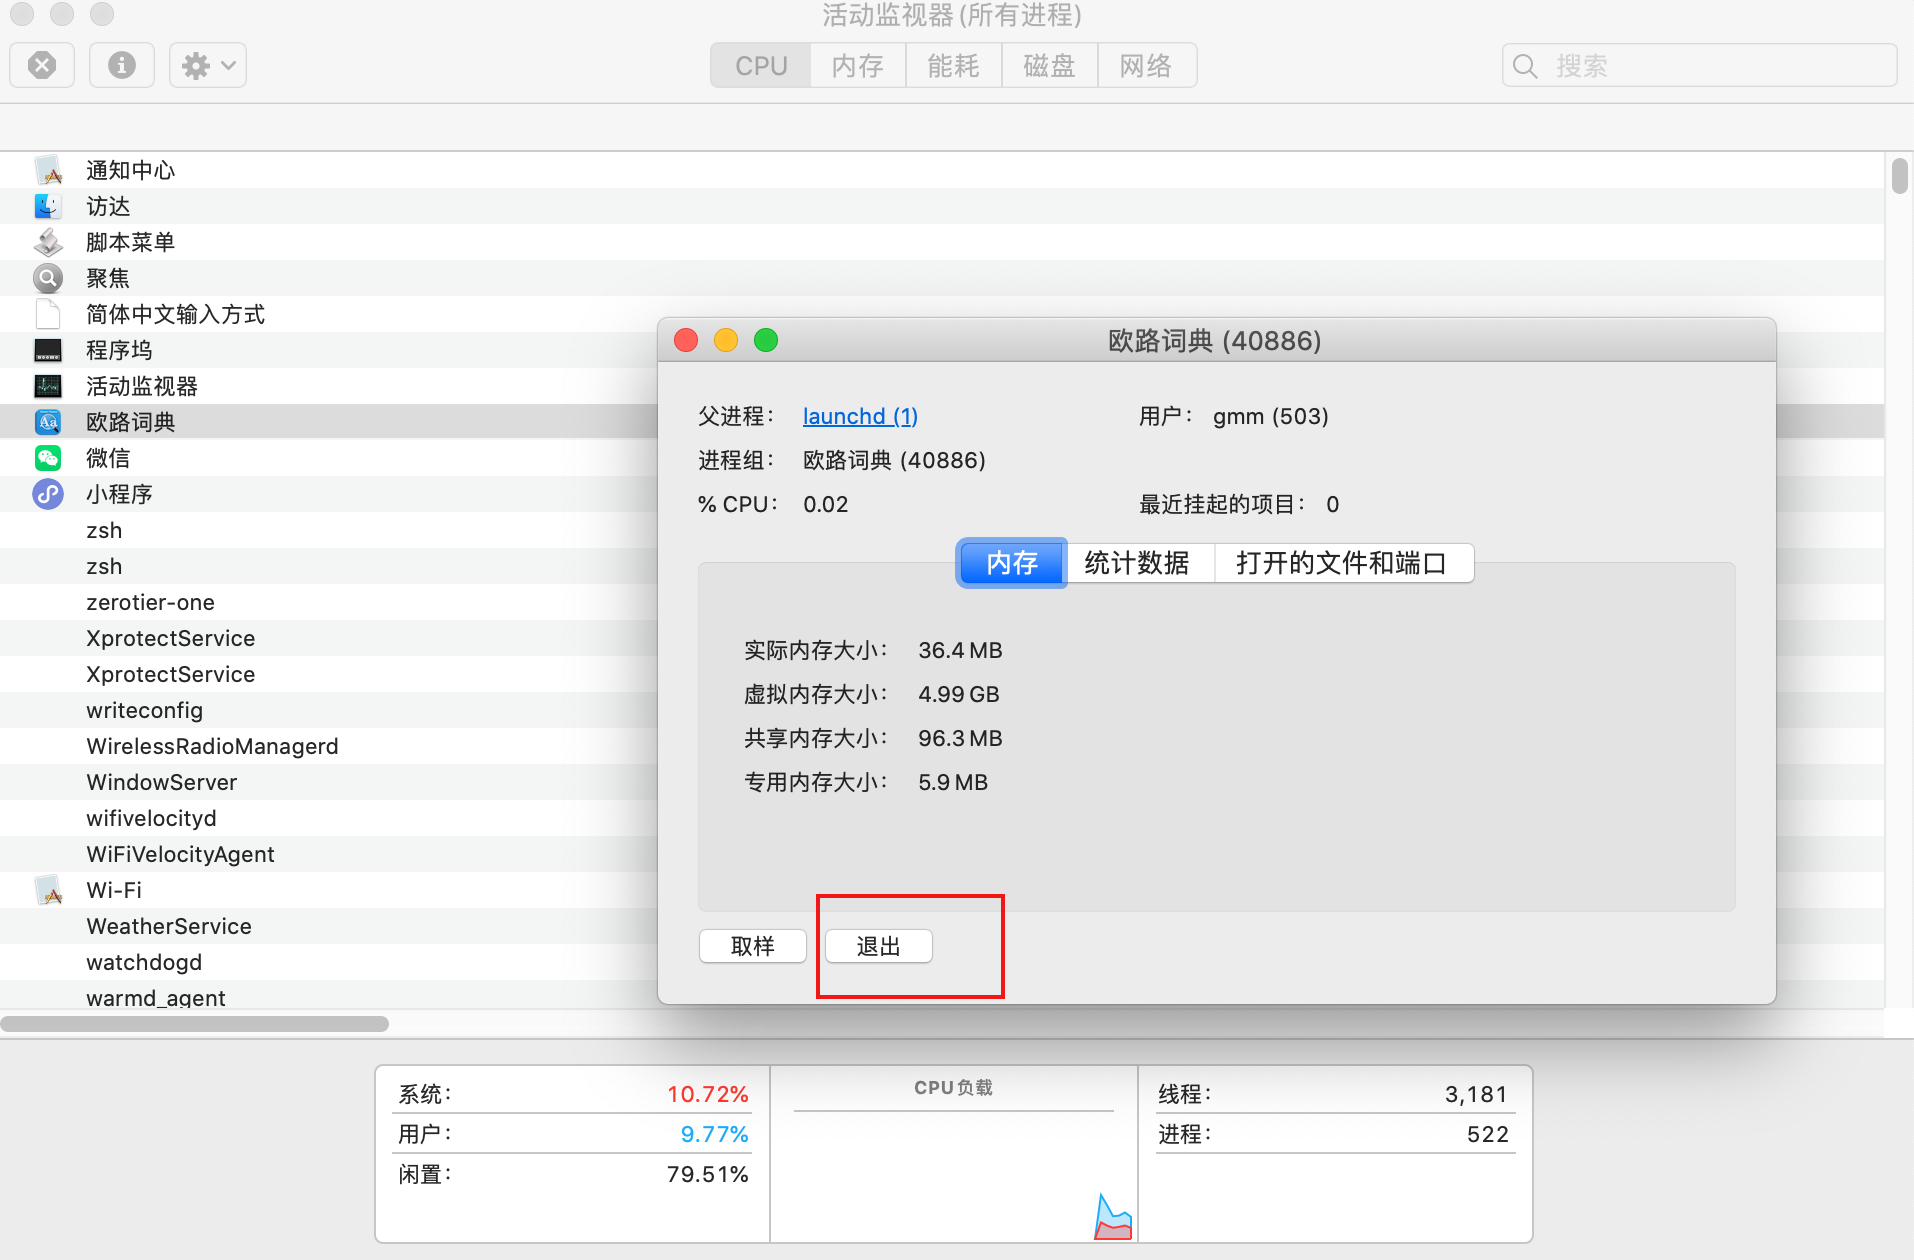 活动监视器 (所有进程)
CPU 内存 能耗 磁盘 网络 搜索
通知中心
访达
脚本菜单
聚焦
简体中文输入方式
程序坞
活动监视器
欧路词典
微信
小程序
zsh
zsh
zerotier-one
XprotectService
XprotectService
writeconfig
WirelessRadioManagerd
WindowServer
wifivelocityd
WiFiVelocityAgent
Wi-Fi
WeatherService
watchdogd
warmd_agent
欧路词典 (40886)
父进程： launchd (1) 用户： gmm (503)
进程组： 欧路词典 (40886)
% CPU： 0.02 最近挂起的项目： 0
内存 统计数据 打开的文件和端口
实际内存大小： 36.4 MB
虚拟内存大小： 4.99 GB
共享内存大小： 96.3 MB
专用内存大小： 5.9 MB
取样 退出
系统： 10.72%
用户： 9.77%
闲置： 79.51%
CPU负载
线程： 3,181
进程： 522